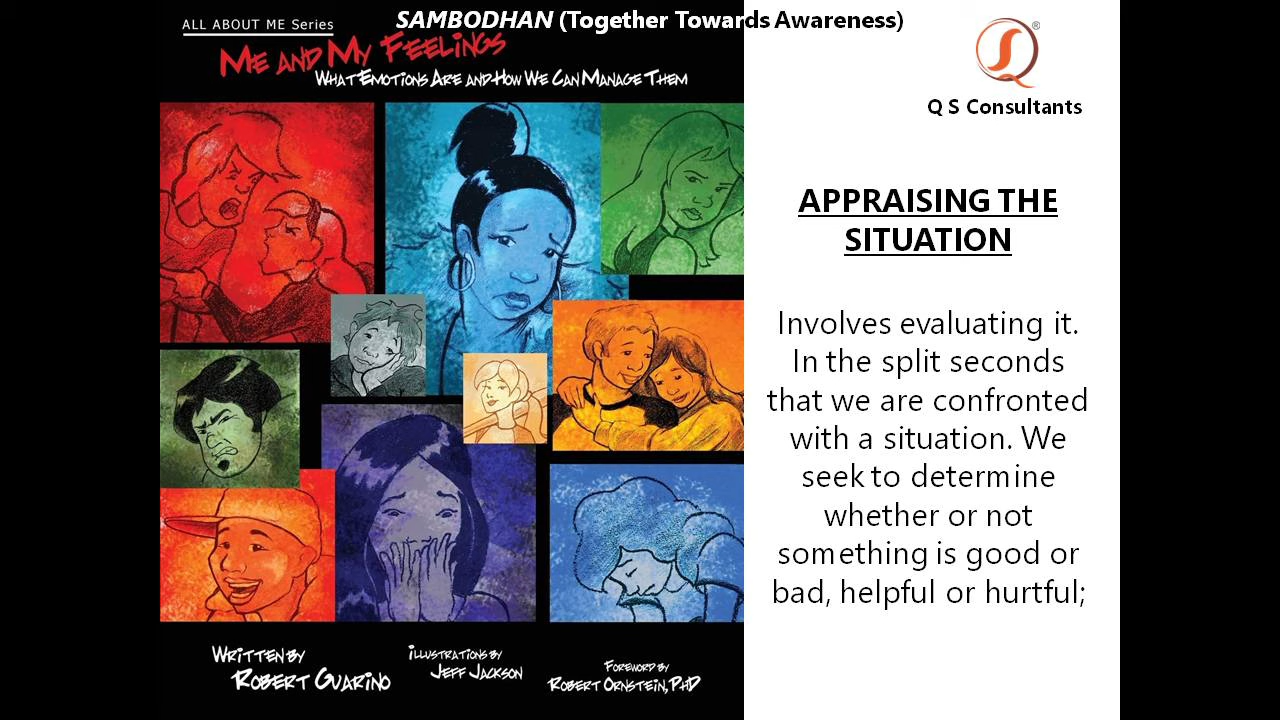 SAMBODHAN (Together Towards Awareness)
ALL ABOUT ME Series
ME AND MY FEELINGS
WHAT EMOTIONS ARE AND HOW WE CAN MANAGE THEM
®
Q S Consultants
APPRAISING THE
SITUATION
Involves evaluating it.
In the split seconds
that we are confronted
with a situation. We
seek to determine
whether or not
something is good or
bad, helpful or hurtful;
WRITTEN BY
ROBERT GUARINO
ILLUSTRATIONS BY
JEFF JACKSON
FOREWORD BY
ROBERT ORNSTEIN, PHD